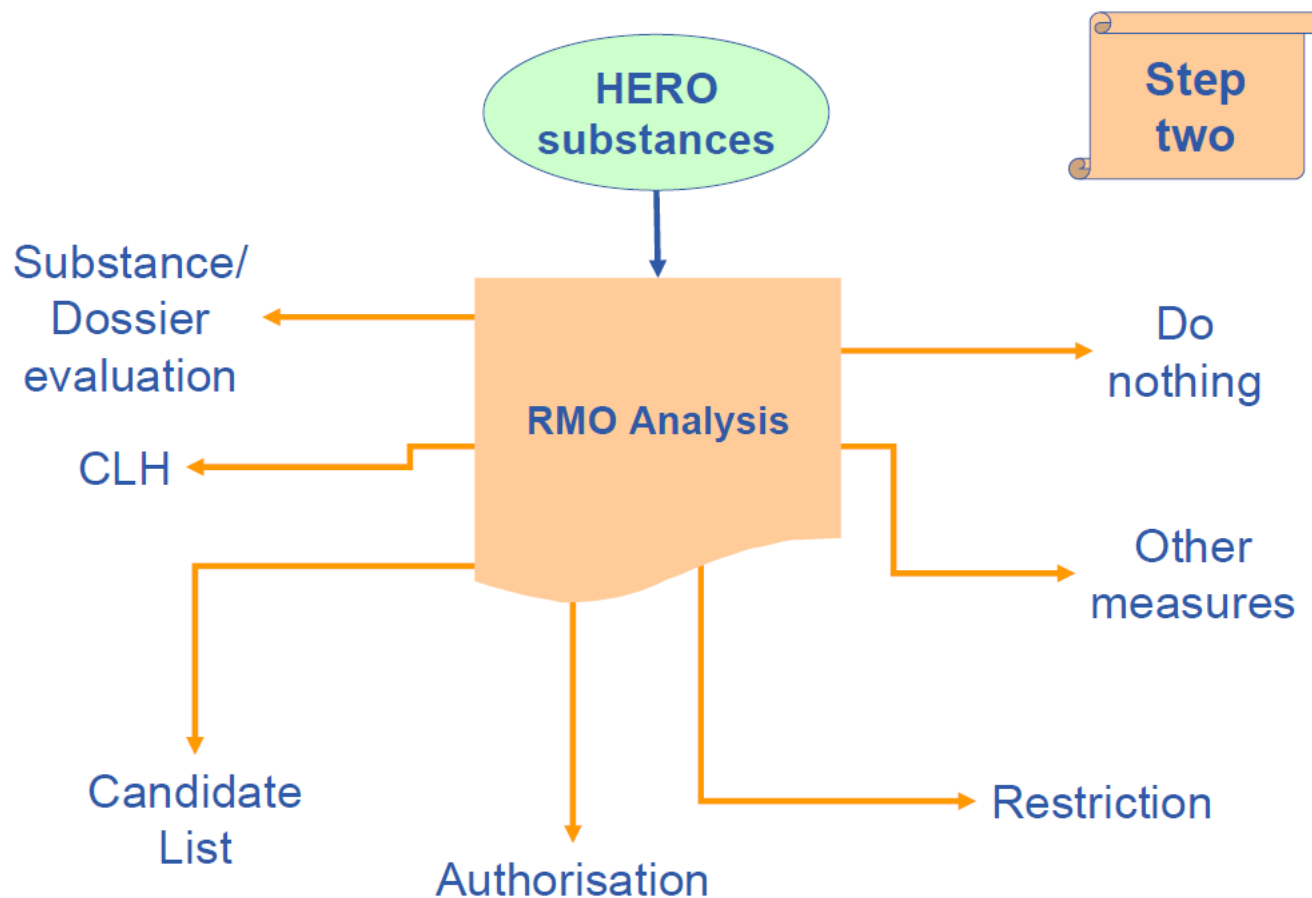 HERO
substances
Step
two
Substance/
Dossier
evaluation
Do
nothing
RMO Analysis
CLH
Other
measures
Candidate
List
Restriction
Authorisation